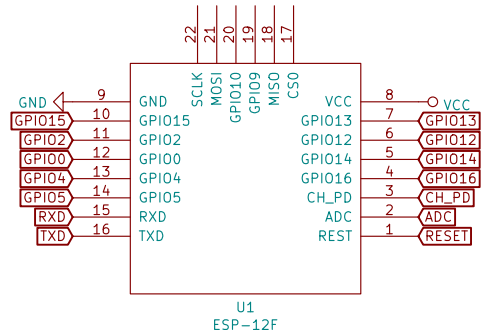 22 21 20 19 18 17
SCLK MOSI GPIO10 GPIO9 MISO CS0
GND 9 GND VCC 8 VCC
GPIO15 10 GPIO15 GPIO13 7 GPIO13
GPIO2 11 GPIO2 GPIO12 6 GPIO12
GPIO0 12 GPIO0 GPIO14 5 GPIO14
GPIO4 13 GPIO4 GPIO16 4 GPIO16
GPIO5 14 GPIO5 CH_PD 3 CH_PD
RXD 15 RXD ADC 2 ADC
TXD 16 TXD REST 1 RESET
U1
ESP-12F